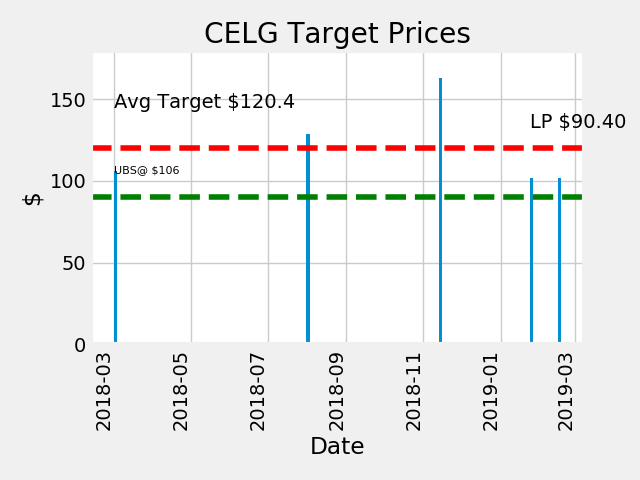 CELG Target Prices
Avg Target $120.4
LP $90.40
UBS@ $106
$
150
100
50
0
2018-03
2018-05
2018-07
2018-09
2018-11
2019-01
2019-03
Date